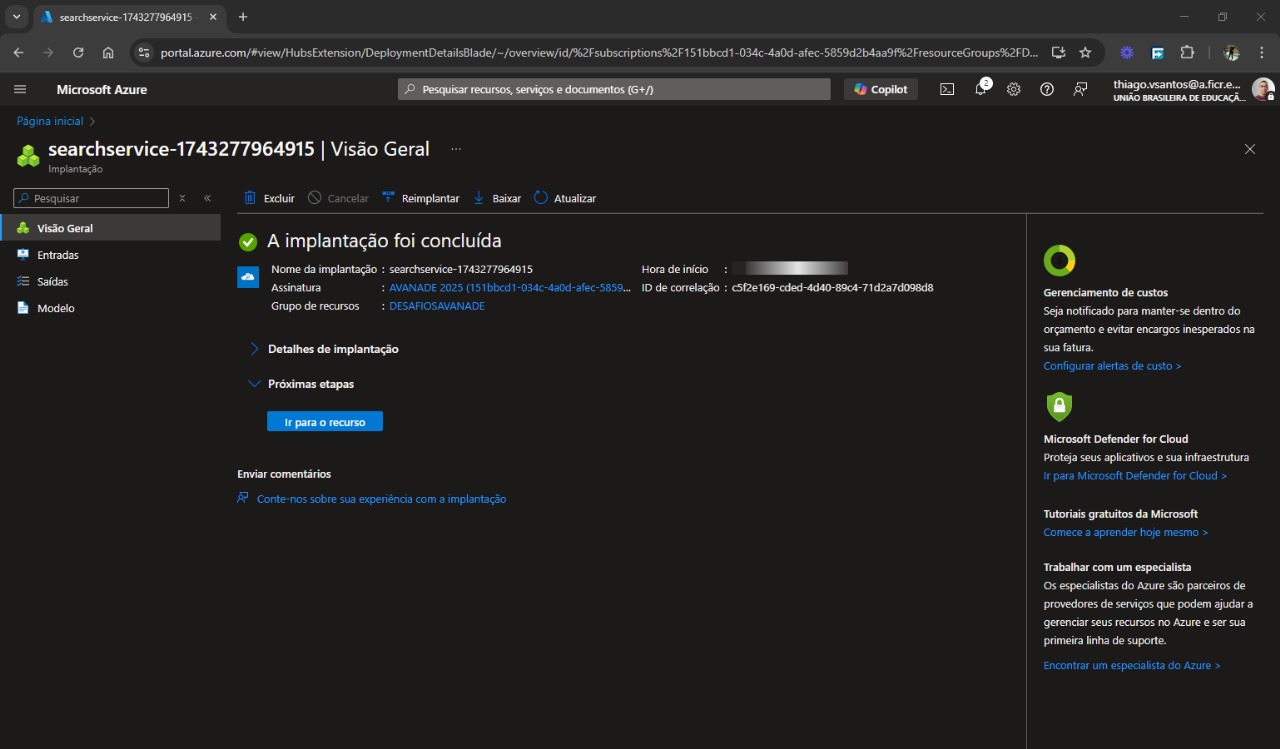 searchservice-1743277964915
portal.azure.com/#view/HubsExtension/DeploymentDetailsBlade/~/overview/id/%2Fsubscriptions%2F151bbcd1-034c-4a0d-afec-5859d2b4aa9f%2FresourceGroups%2FD...
Microsoft Azure
Pesquisar recursos, serviços e documentos (G+/)
Copilot
2
thiago.vsantos@a.ficr.e...
UNIÃO BRASILEIRA DE EDUCAÇÃ...
Página inicial >
searchservice-1743277964915 | Visão Geral ...
Implantação
Pesquisar
Excluir
Cancelar
Reimplantar
Baixar
Atualizar
Visão Geral
Entradas
Saídas
Modelo
A implantação foi concluída
Nome da implantação : searchservice-1743277964915
Assinatura : AVANADE 2025 (151bbcd1-034c-4a0d-afec-5859...
Grupo de recursos : DESAFIOSAVANADE
Hora de início :
ID de correlação : c5f2e169-cded-4d40-89c4-71d2a7d098d8
Detalhes de implantação
Próximas etapas
Ir para o recurso
Enviar comentários
Conte-nos sobre sua experiência com a implantação
Gerenciamento de custos
Seja notificado para manter-se dentro do
orçamento e evitar encargos inesperados na
sua fatura.
Configurar alertas de custo >
Microsoft Defender for Cloud
Proteja seus aplicativos e sua infraestrutura
Ir para Microsoft Defender for Cloud >
Tutoriais gratuitos da Microsoft
Comece a aprender hoje mesmo >
Trabalhar com um especialista
Os especialistas do Azure são parceiros de
provedores de serviços que podem ajudar a
gerenciar seus recursos no Azure e ser sua
primeira linha de suporte.
Encontrar um especialista do Azure >